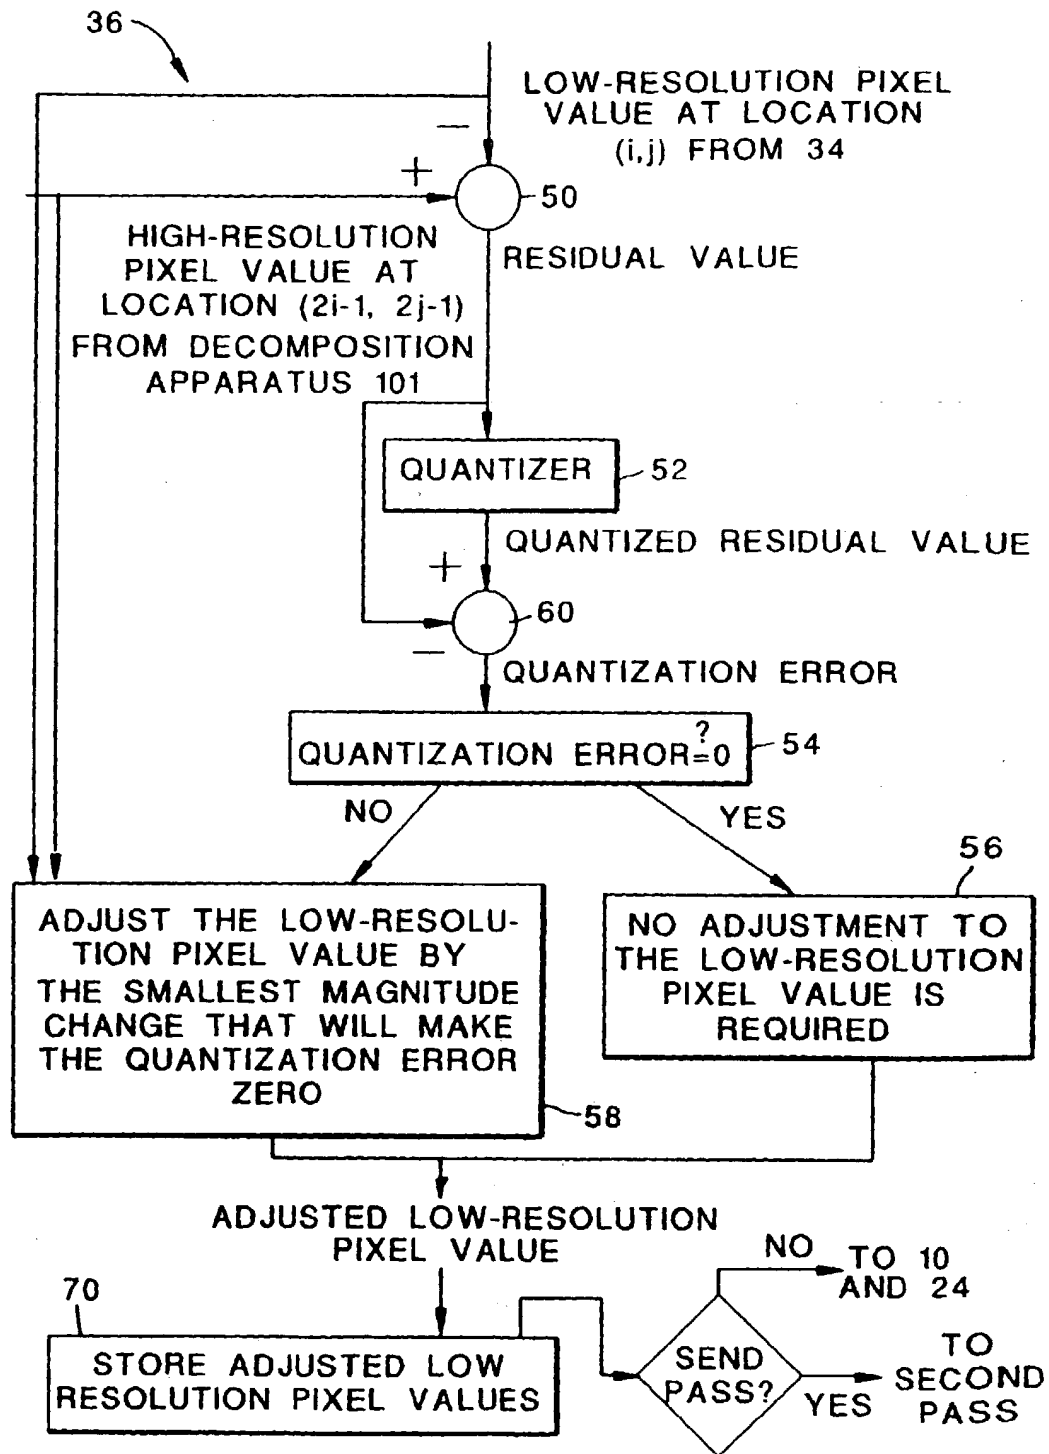 36
LOW-RESOLUTION PIXEL
VALUE AT LOCATION
(i,j) FROM 34
−
+
50
HIGH-RESOLUTION
PIXEL VALUE AT
LOCATION (2i-1, 2j-1)
FROM DECOMPOSITION
APPARATUS 101
RESIDUAL VALUE
QUANTIZER
52
QUANTIZED RESIDUAL VALUE
+
60
−
QUANTIZATION ERROR
QUANTIZATION ERROR=0
?
54
NO
YES
56
ADJUST THE LOW-RESOLU-
TION PIXEL VALUE BY
THE SMALLEST MAGNITUDE
CHANGE THAT WILL MAKE
THE QUANTIZATION ERROR
ZERO
58
NO ADJUSTMENT TO
THE LOW-RESOLUTION
PIXEL VALUE IS
REQUIRED
ADJUSTED LOW-RESOLUTION
PIXEL VALUE
70
STORE ADJUSTED LOW
RESOLUTION PIXEL VALUES
SEND
PASS?
NO
TO 10
AND 24
YES
TO
SECOND
PASS